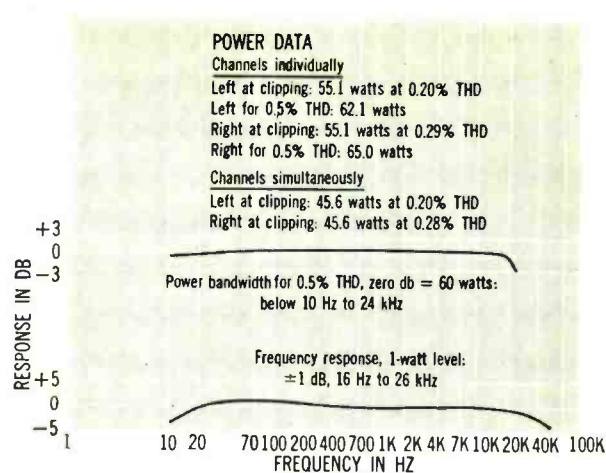 POWER DATA
Channels individually
Left at clipping: 55.1 watts at 0.20% THD
Left for 0.5% THD: 62.1 watts
Right at clipping: 55.1 watts at 0.29% THD
Right for 0.5% THD: 65.0 watts
Channels simultaneously
Left at clipping: 45.6 watts at 0.20% THD
Right at clipping: 45.6 watts at 0.28% THD
+3
0
−3
Power bandwidth for 0.5% THD, zero db = 60 watts:
below 10 Hz to 24 kHz
RESPONSE IN DB
Frequency response, 1-watt level:
±1 dB, 16 Hz to 26 kHz
+5
0
−5
1 10 20 70 100 200 400 700 1K 2K 4K 7K 10K 20K 40K 100K
FREQUENCY IN HZ